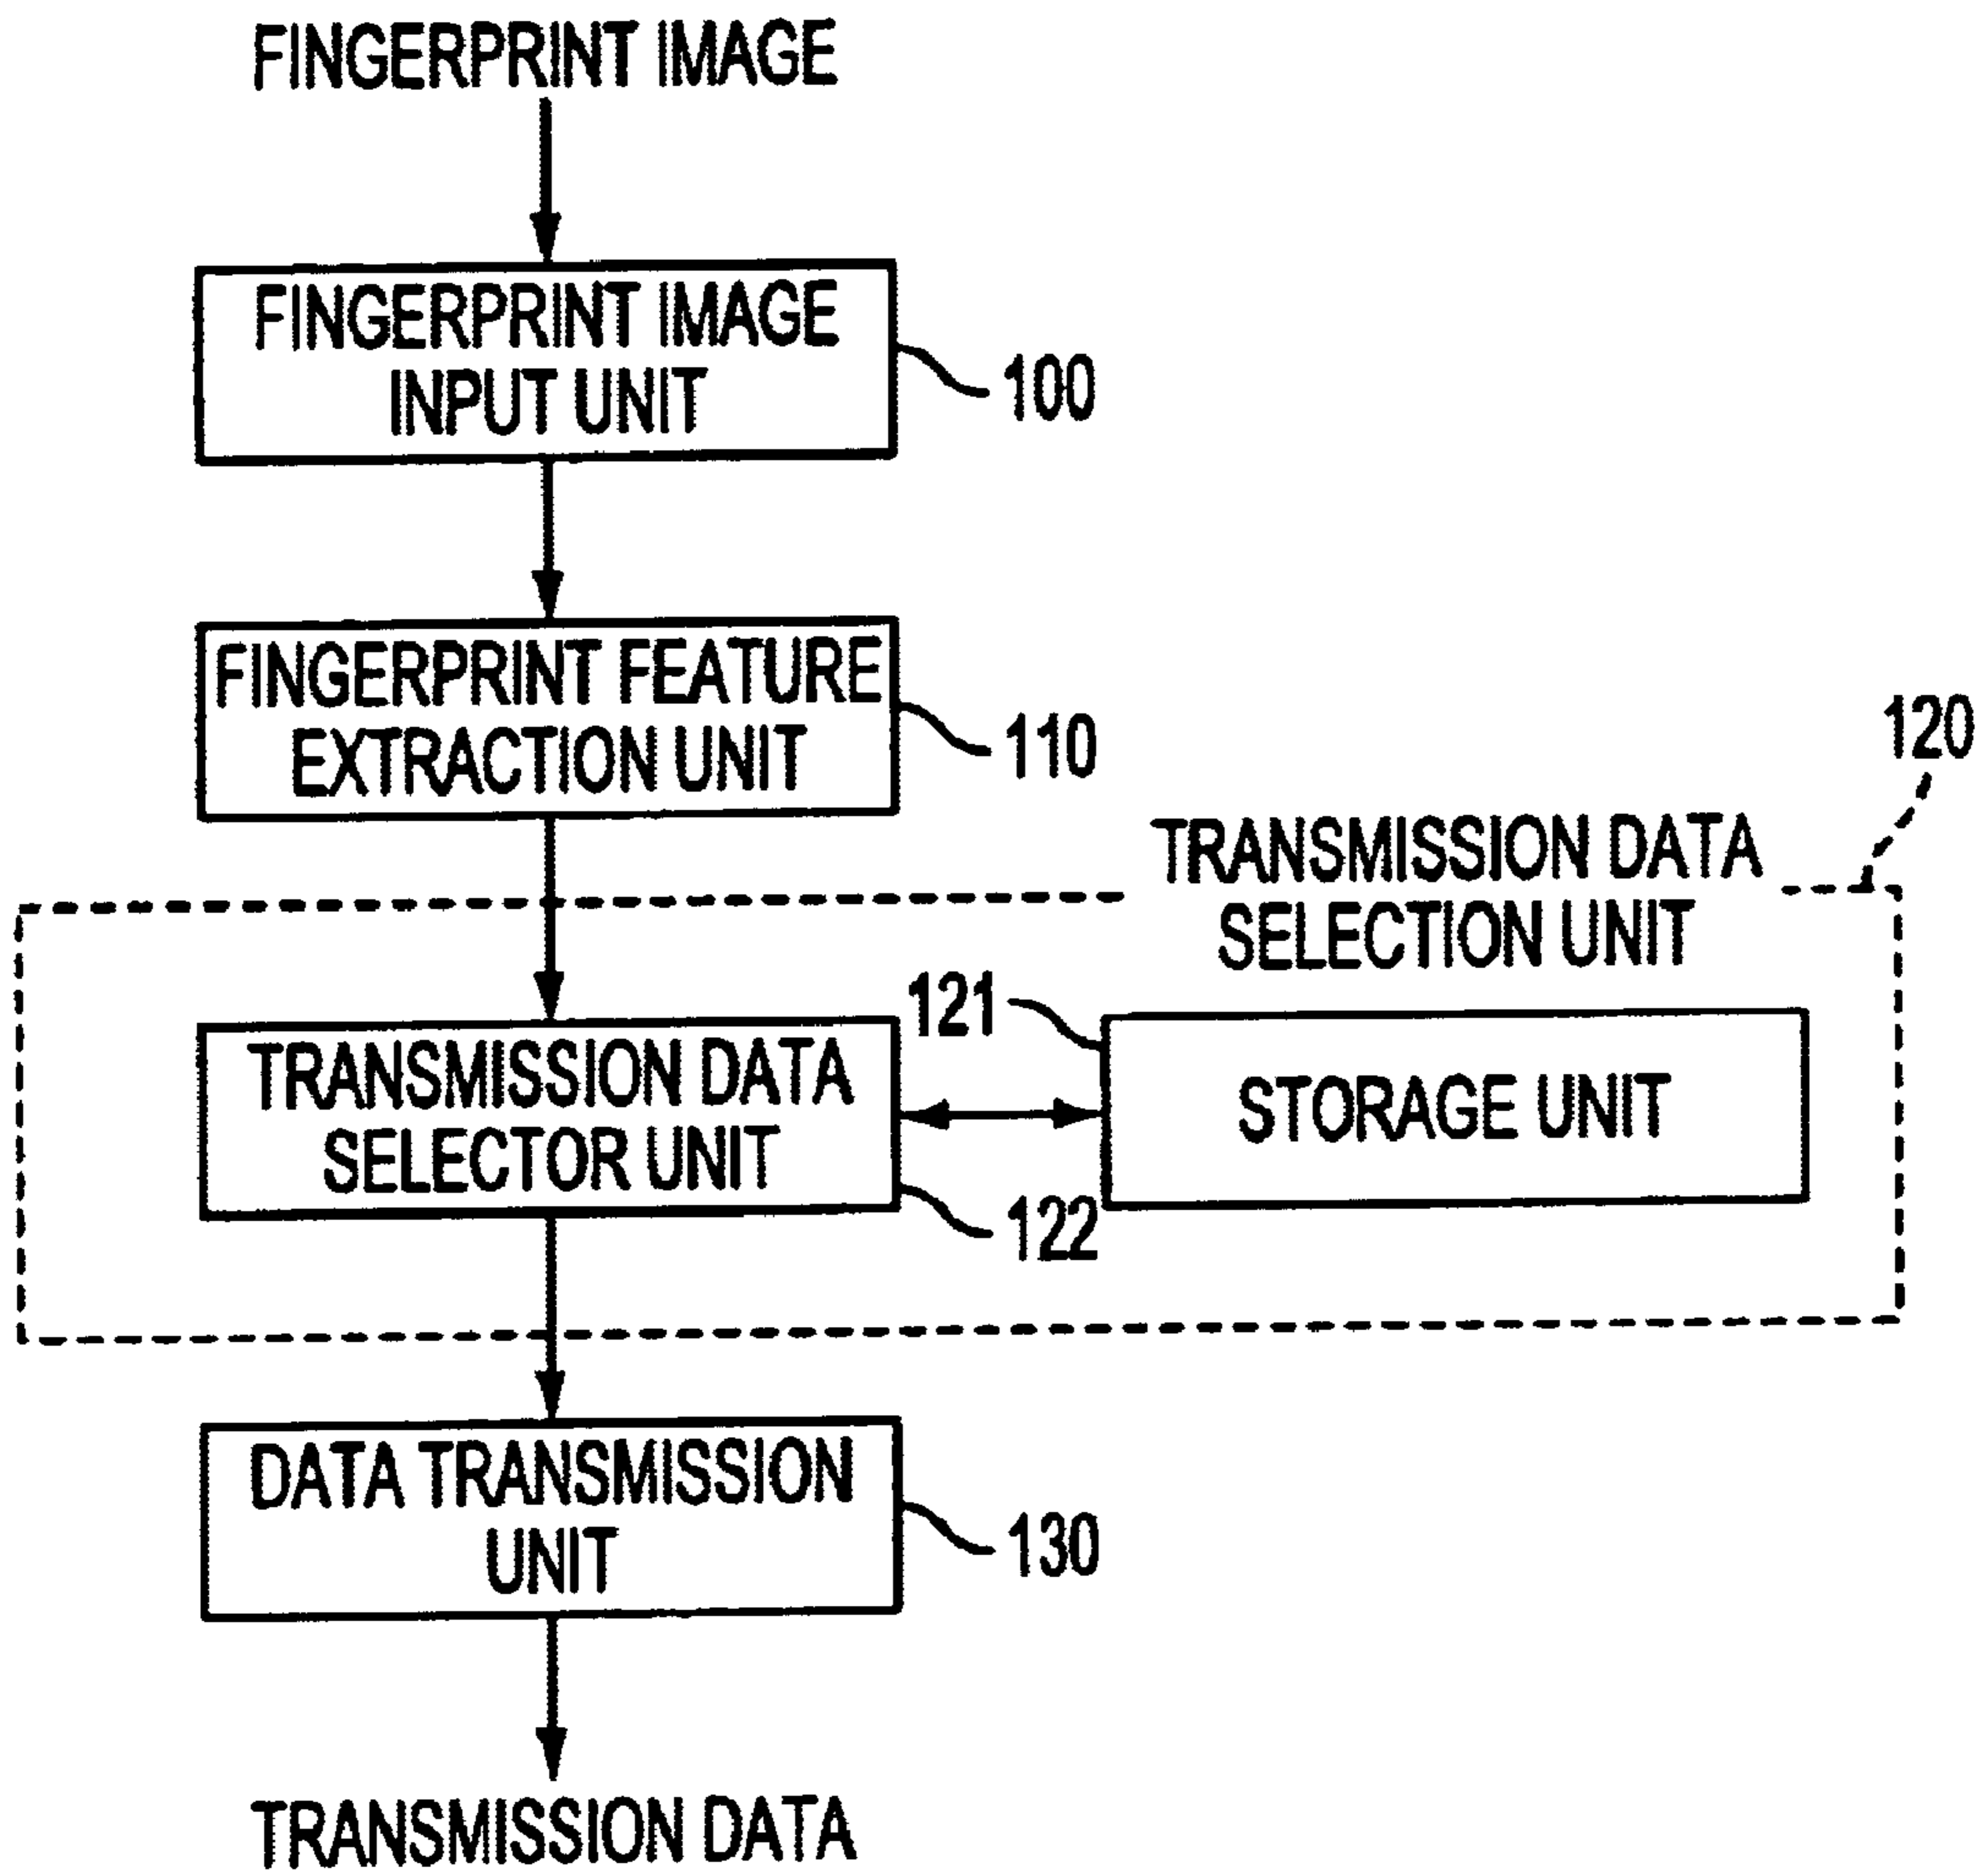 FINGERPRINT IMAGE
FINGERPRINT IMAGE
INPUT UNIT
100
FINGERPRINT FEATURE
EXTRACTION UNIT
110
120
TRANSMISSION DATA
SELECTION UNIT
121
TRANSMISSION DATA
SELECTOR UNIT
STORAGE UNIT
122
DATA TRANSMISSION
UNIT
130
TRANSMISSION DATA